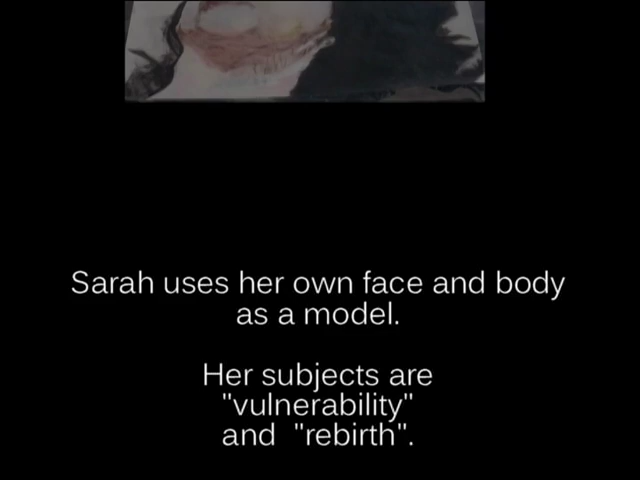 Sarah uses her own face and body
as a model.
Her subjects are
"vulnerability"
and "rebirth".